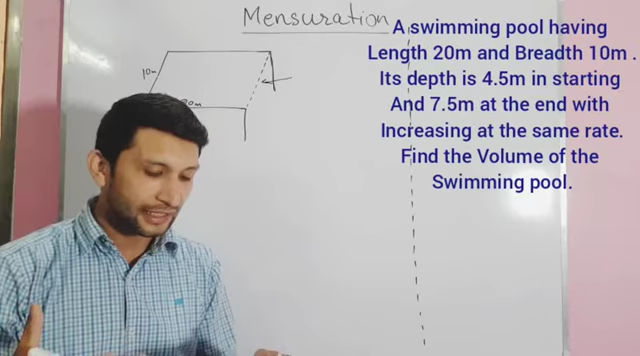 Mensuration
A swimming pool having
Length 20m and Breadth 10m .
Its depth is 4.5m in starting
And 7.5m at the end with
Increasing at the same rate.
Find the Volume of the
Swimming pool.
10m
20m